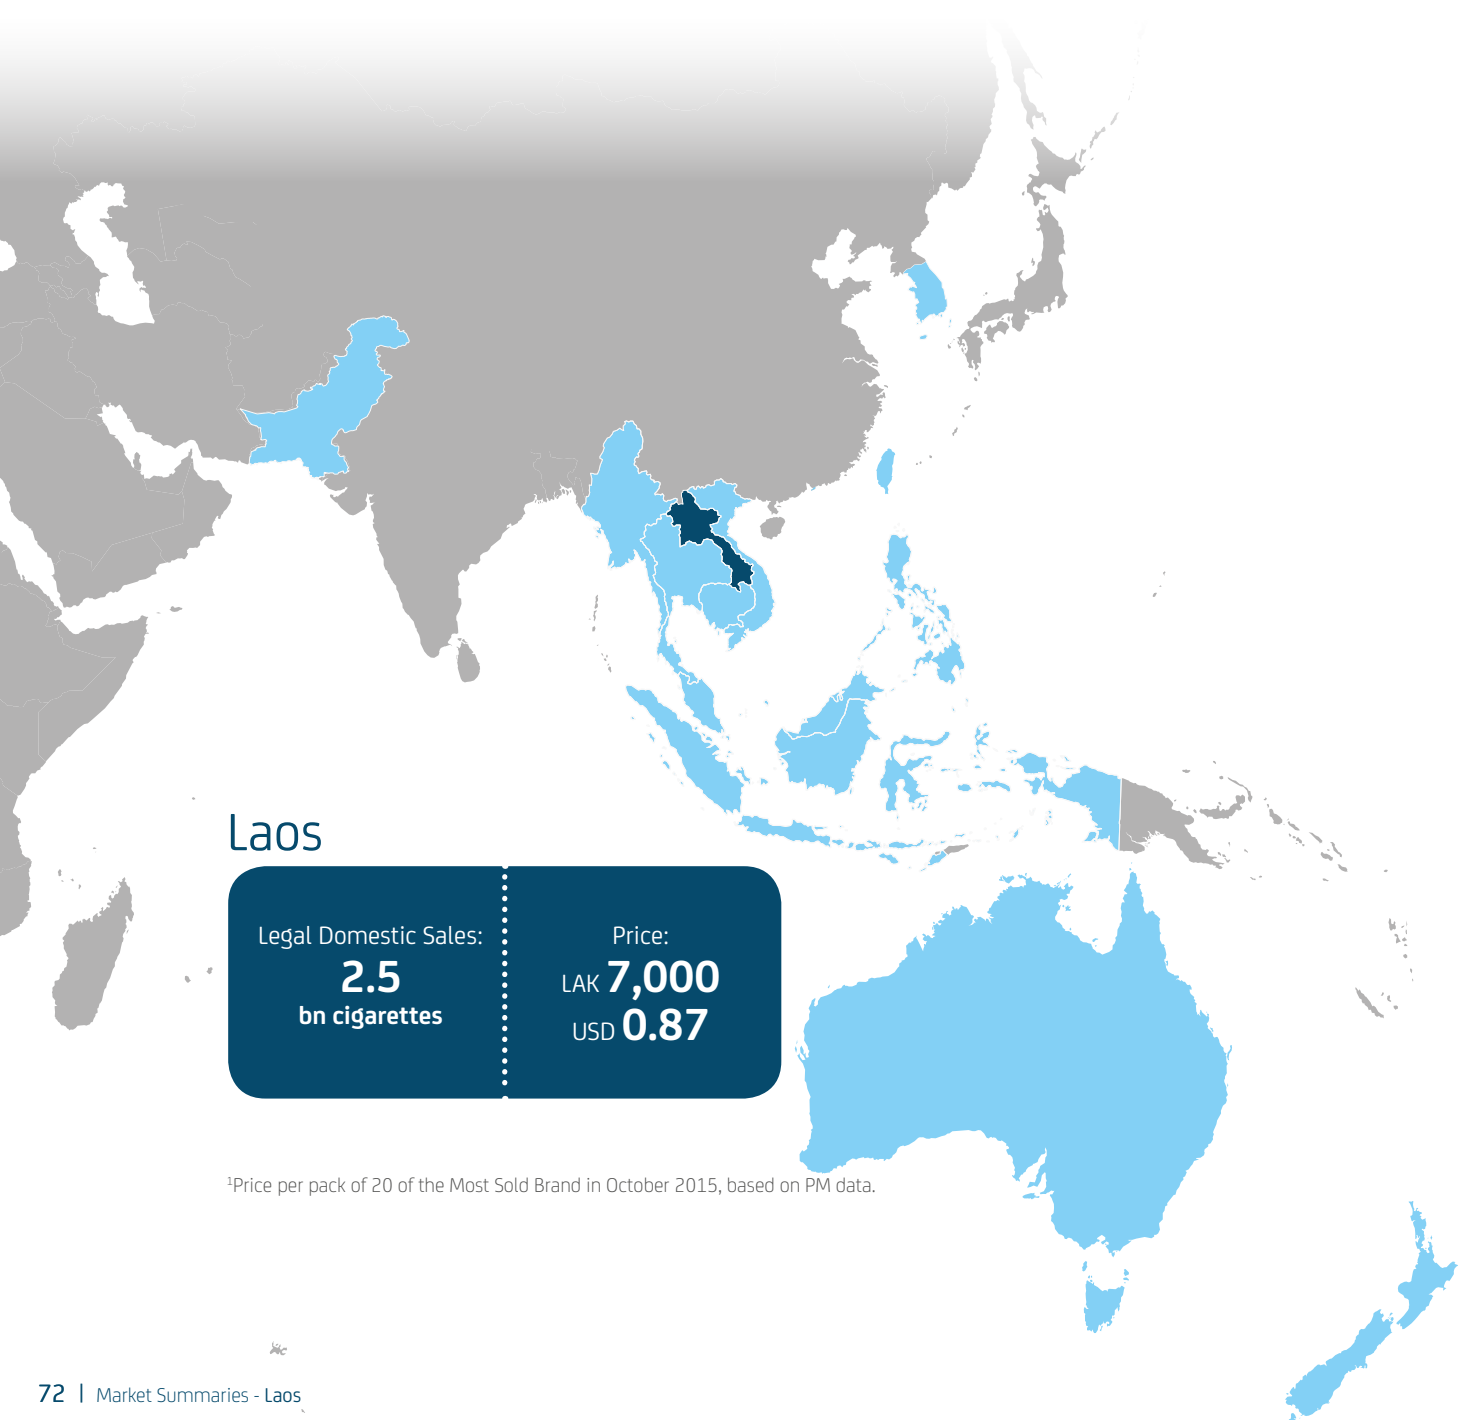 Laos
Legal Domestic Sales:
2.5
bn cigarettes
Price:
LAK 7,000
USD 0.87
¹Price per pack of 20 of the Most Sold Brand in October 2015, based on PM data.
72 | Market Summaries - Laos